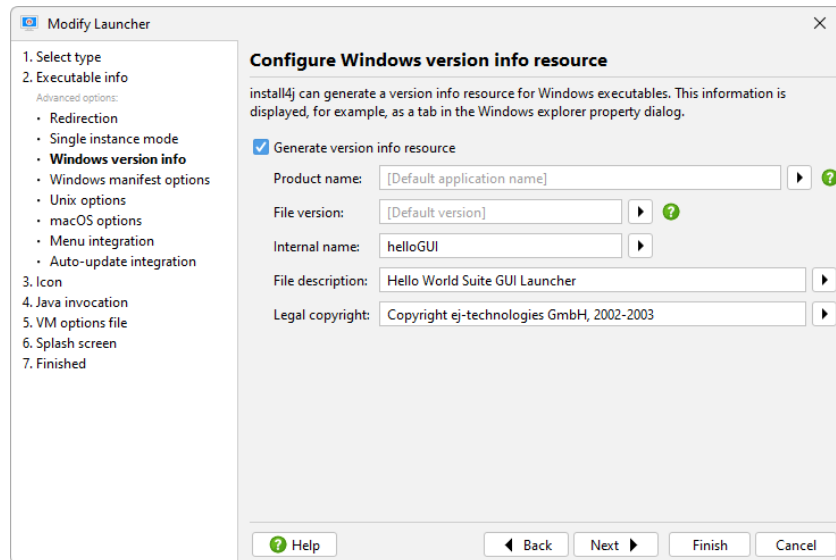 Modify Launcher
1. Select type
2. Executable info
Advanced options:
Redirection
Single instance mode
Windows version info
Windows manifest options
Unix options
macOS options
Menu integration
Auto-update integration
3. Icon
4. Java invocation
5. VM options file
6. Splash screen
7. Finished
Configure Windows version info resource
install4j can generate a version info resource for Windows executables. This information is
displayed, for example, as a tab in the Windows explorer property dialog.
Generate version info resource
Product name: [Default application name]
File version: [Default version]
Internal name: helloGUI
File description: Hello World Suite GUI Launcher
Legal copyright: Copyright ej-technologies GmbH, 2002-2003
Help Back Next Finish Cancel